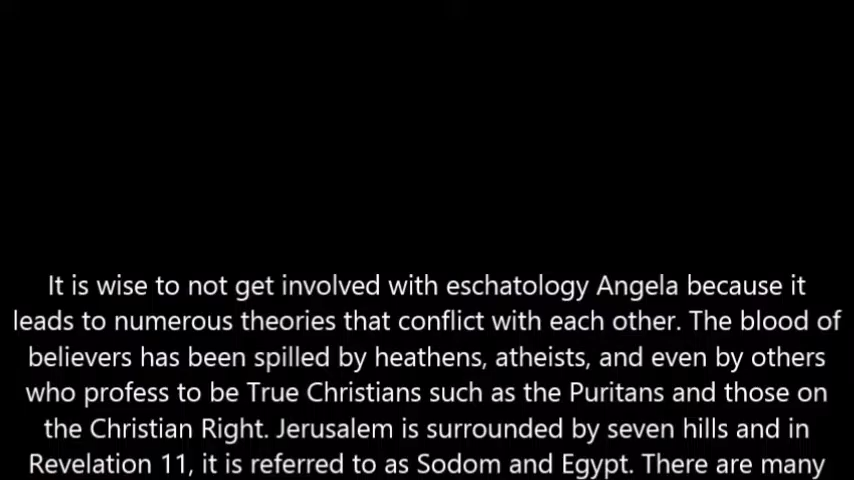 It is wise to not get involved with eschatology Angela because it
leads to numerous theories that conflict with each other. The blood of
believers has been spilled by heathens, atheists, and even by others
who profess to be True Christians such as the Puritans and those on
the Christian Right. Jerusalem is surrounded by seven hills and in
Revelation 11, it is referred to as Sodom and Egypt. There are many